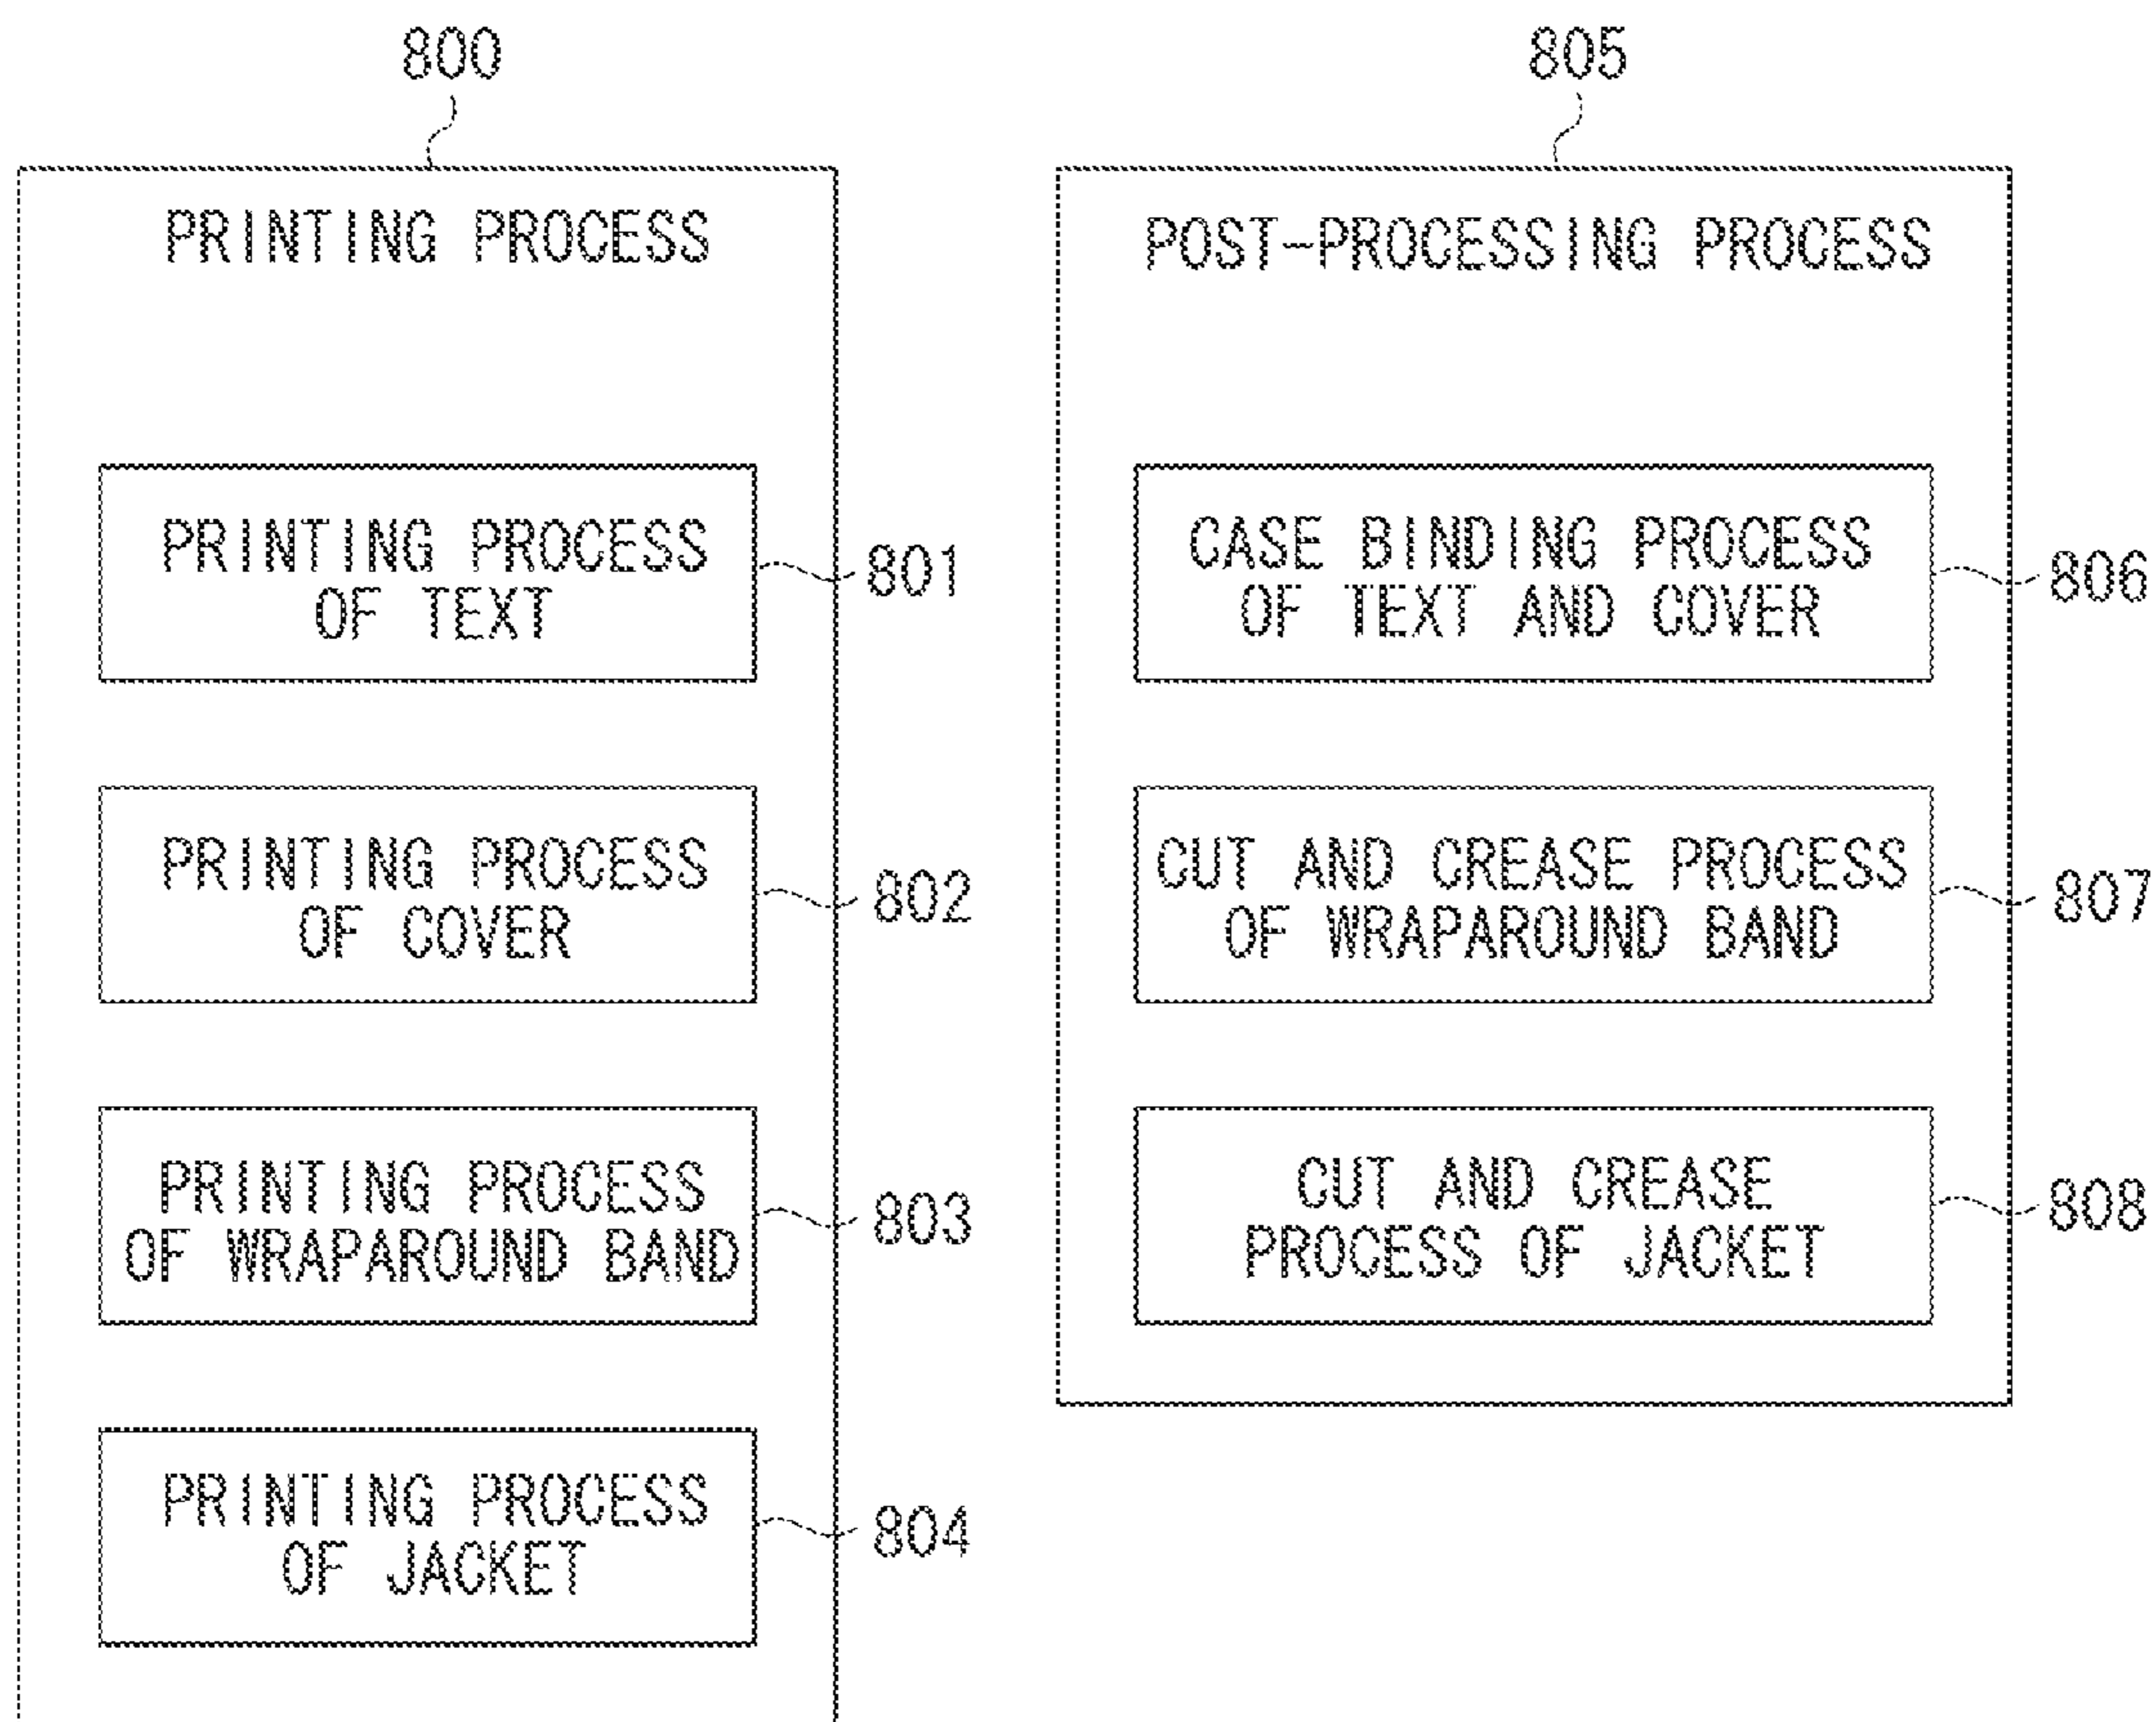 800
PRINTING PROCESS
PRINTING PROCESS
OF TEXT
801
PRINTING PROCESS
OF COVER
802
PRINTING PROCESS
OF WRAPAROUND BAND
803
PRINTING PROCESS
OF JACKET
804
805
POST-PROCESSING PROCESS
CASE BINDING PROCESS
OF TEXT AND COVER
806
CUT AND CREASE PROCESS
OF WRAPAROUND BAND
807
CUT AND CREASE
PROCESS OF JACKET
808